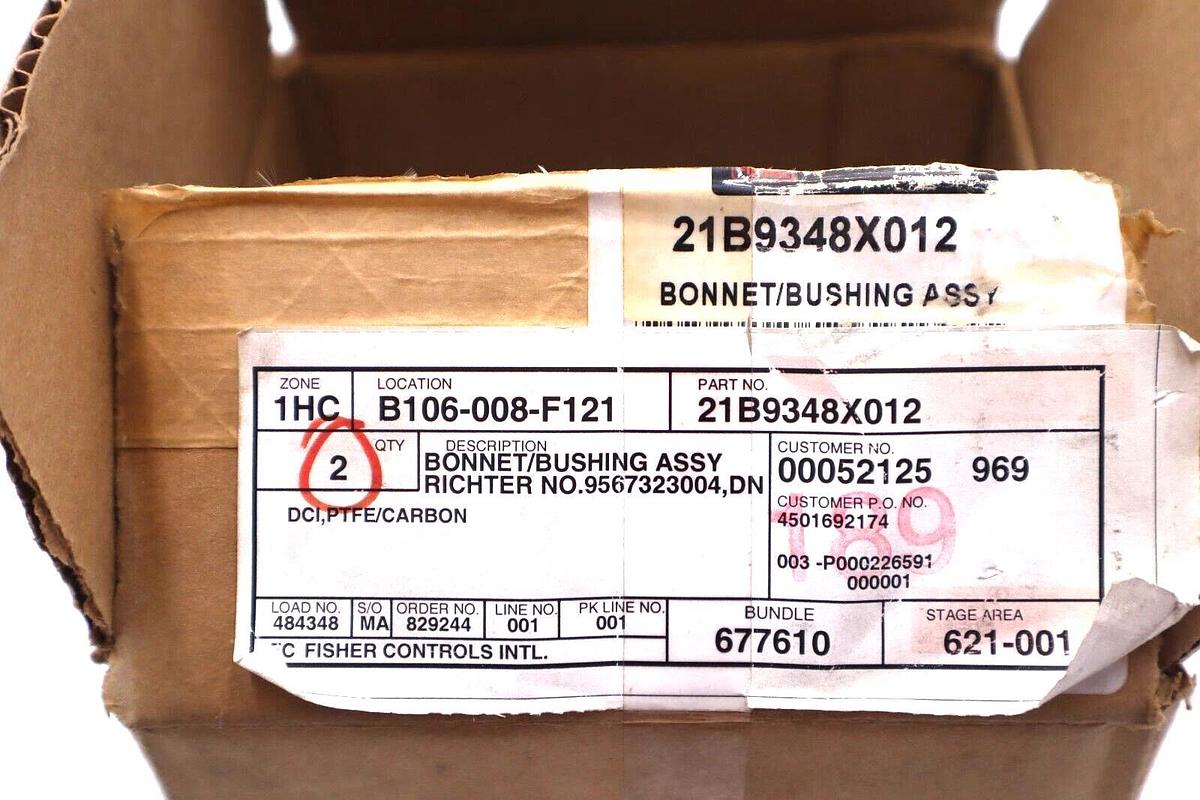 21B9348X012
BONNET/BUSHING ASSY
ZONE
1HC
LOCATION
B106-008-F121
PART NO.
21B9348X012
QTY
2
DESCRIPTION
BONNET/BUSHING ASSY
RICHTER NO.9567323004,DN
DCI,PTFE/CARBON
CUSTOMER NO.
00052125 969
CUSTOMER P.O. NO.
4501692174
189
003 -P000226591
000001
LOAD NO.
484348
S/O
MA
ORDER NO.
829244
LINE NO.
001
PK LINE NO.
001
BUNDLE
677610
STAGE AREA
621-001
FISHER CONTROLS INTL.